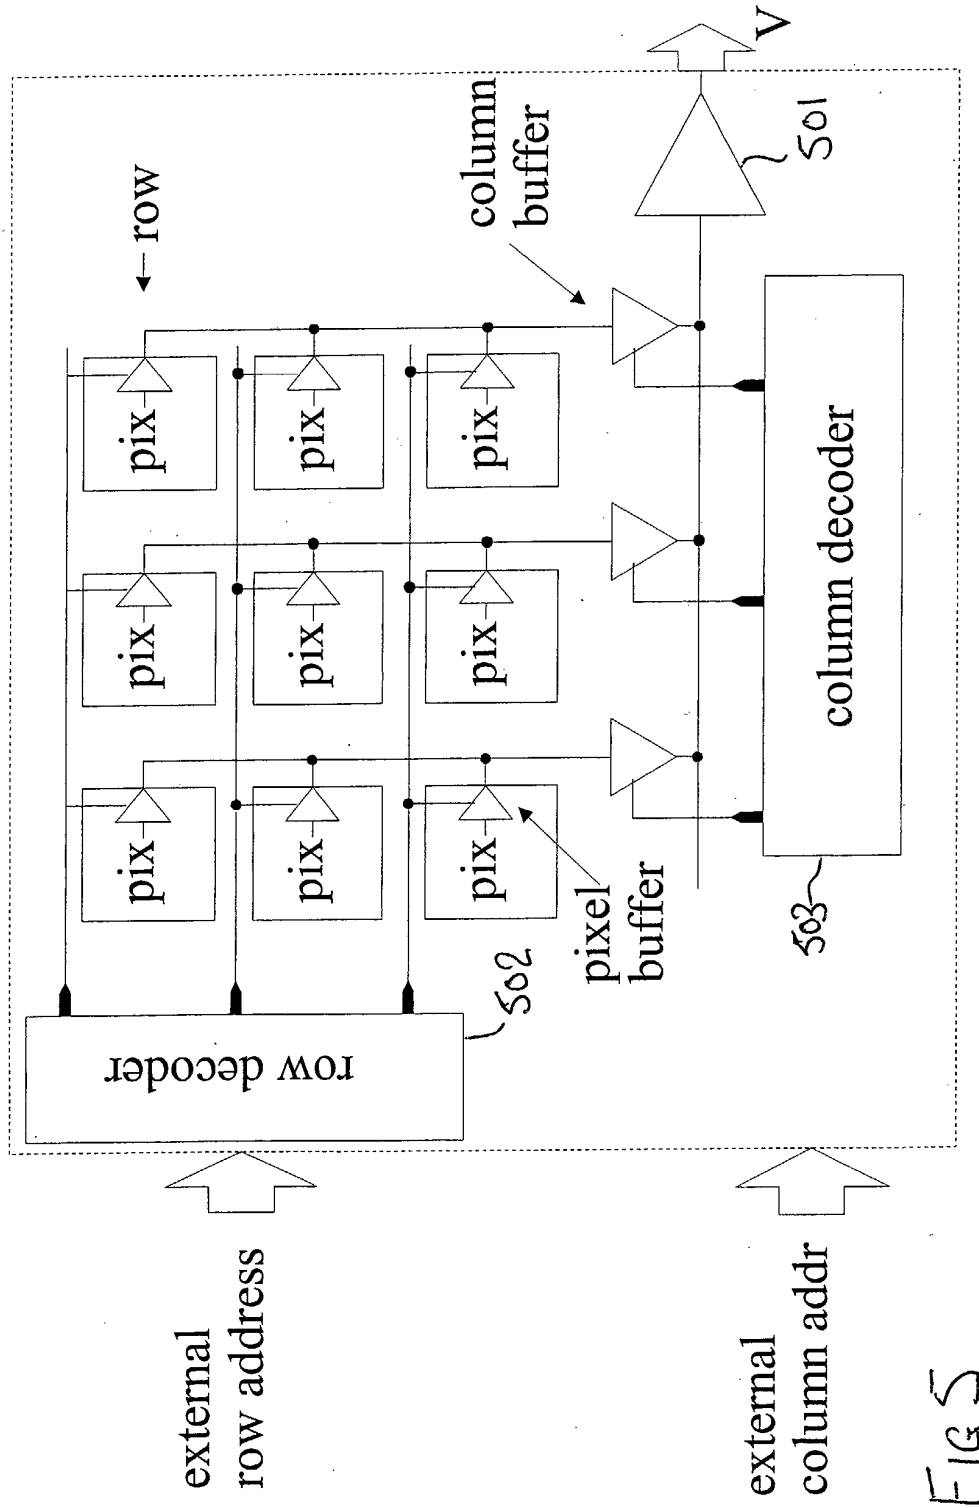 external
row address
row decoder
502
pix
pix
pix
pix
pix
pix
pix
pix
pix
← row
pixel
buffer
column
buffer
501
V
external
column addr
column decoder
503
FIG 5